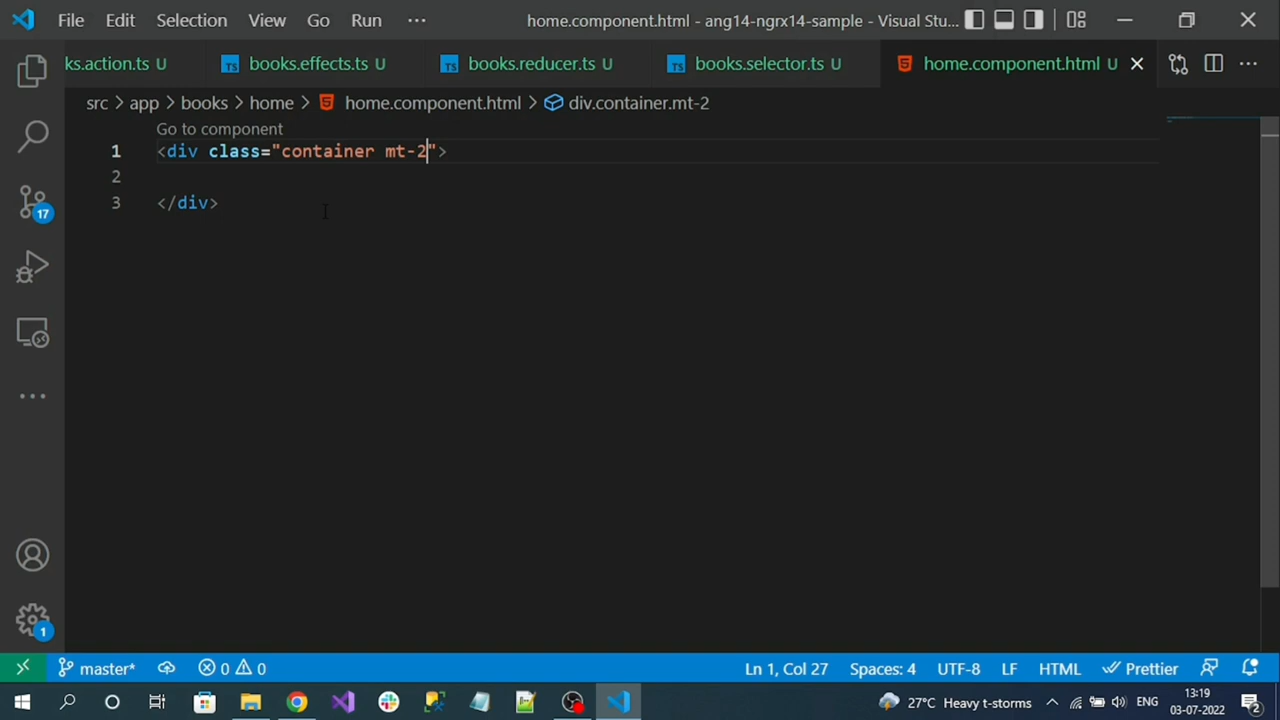 File Edit Selection View Go Run ··· home.component.html - ang14-ngrx14-sample - Visual Stu...
ks.action.ts U TS books.effects.ts U TS books.reducer.ts U TS books.selector.ts U home.component.html U
src > app > books > home > home.component.html > div.container.mt-2
Go to component
1 <div class="container mt-2">
2
3 </div>
17
1
master* 0 0 Ln 1, Col 27 Spaces: 4 UTF-8 LF HTML Prettier
27°C Heavy t-storms ENG 13:19
03-07-2022 2